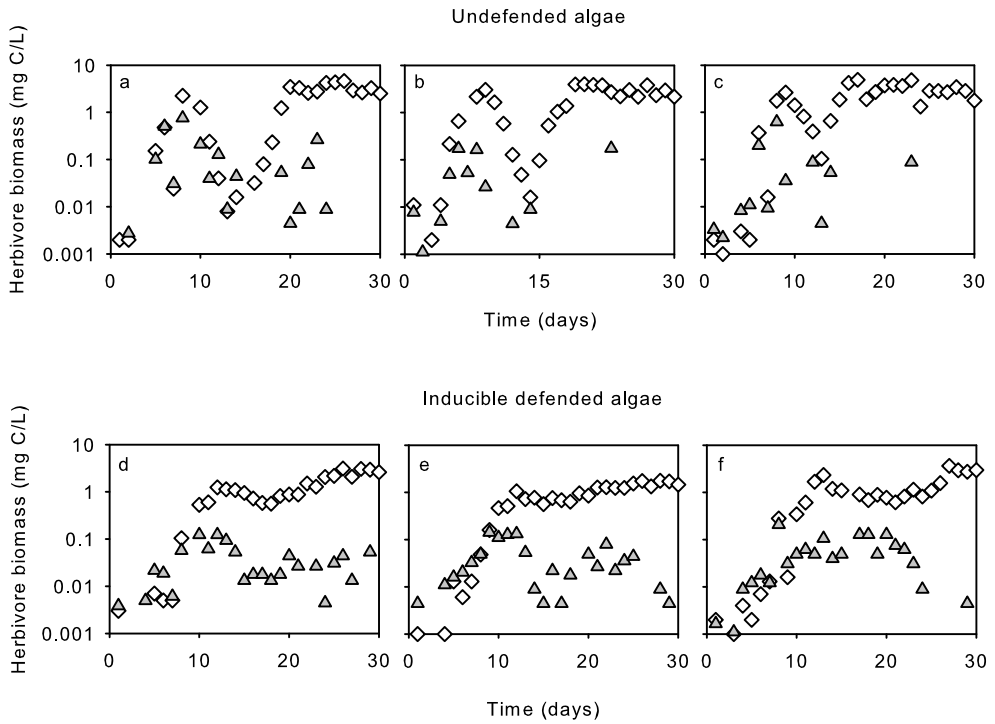 Undefended algae
Herbivore biomass (mg C/L)
10
1
0.1
0.01
0.001
a
b
c
0 10 20 30
0 15 30
0 10 20 30
Time (days)
Inducible defended algae
Herbivore biomass (mg C/L)
10
1
0.1
0.01
0.001
d
e
f
0 10 20 30
0 10 20 30
0 10 20 30
Time (days)